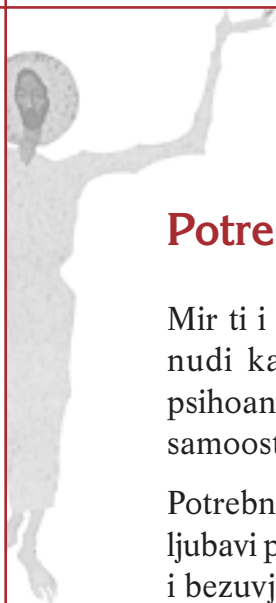 Potre
Mir ti i
nudi ka
psihoan
samoost
Potrebn
ljubavi p
i bezuvj